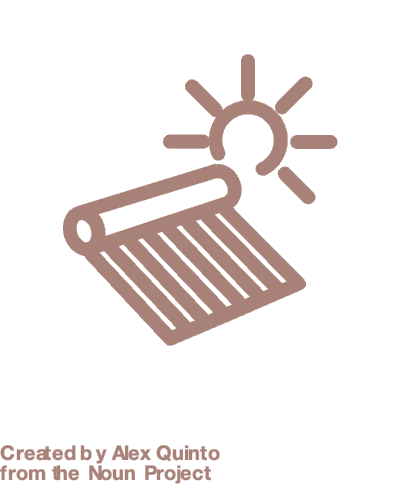 Created by Alex Quinto
from the Noun Project